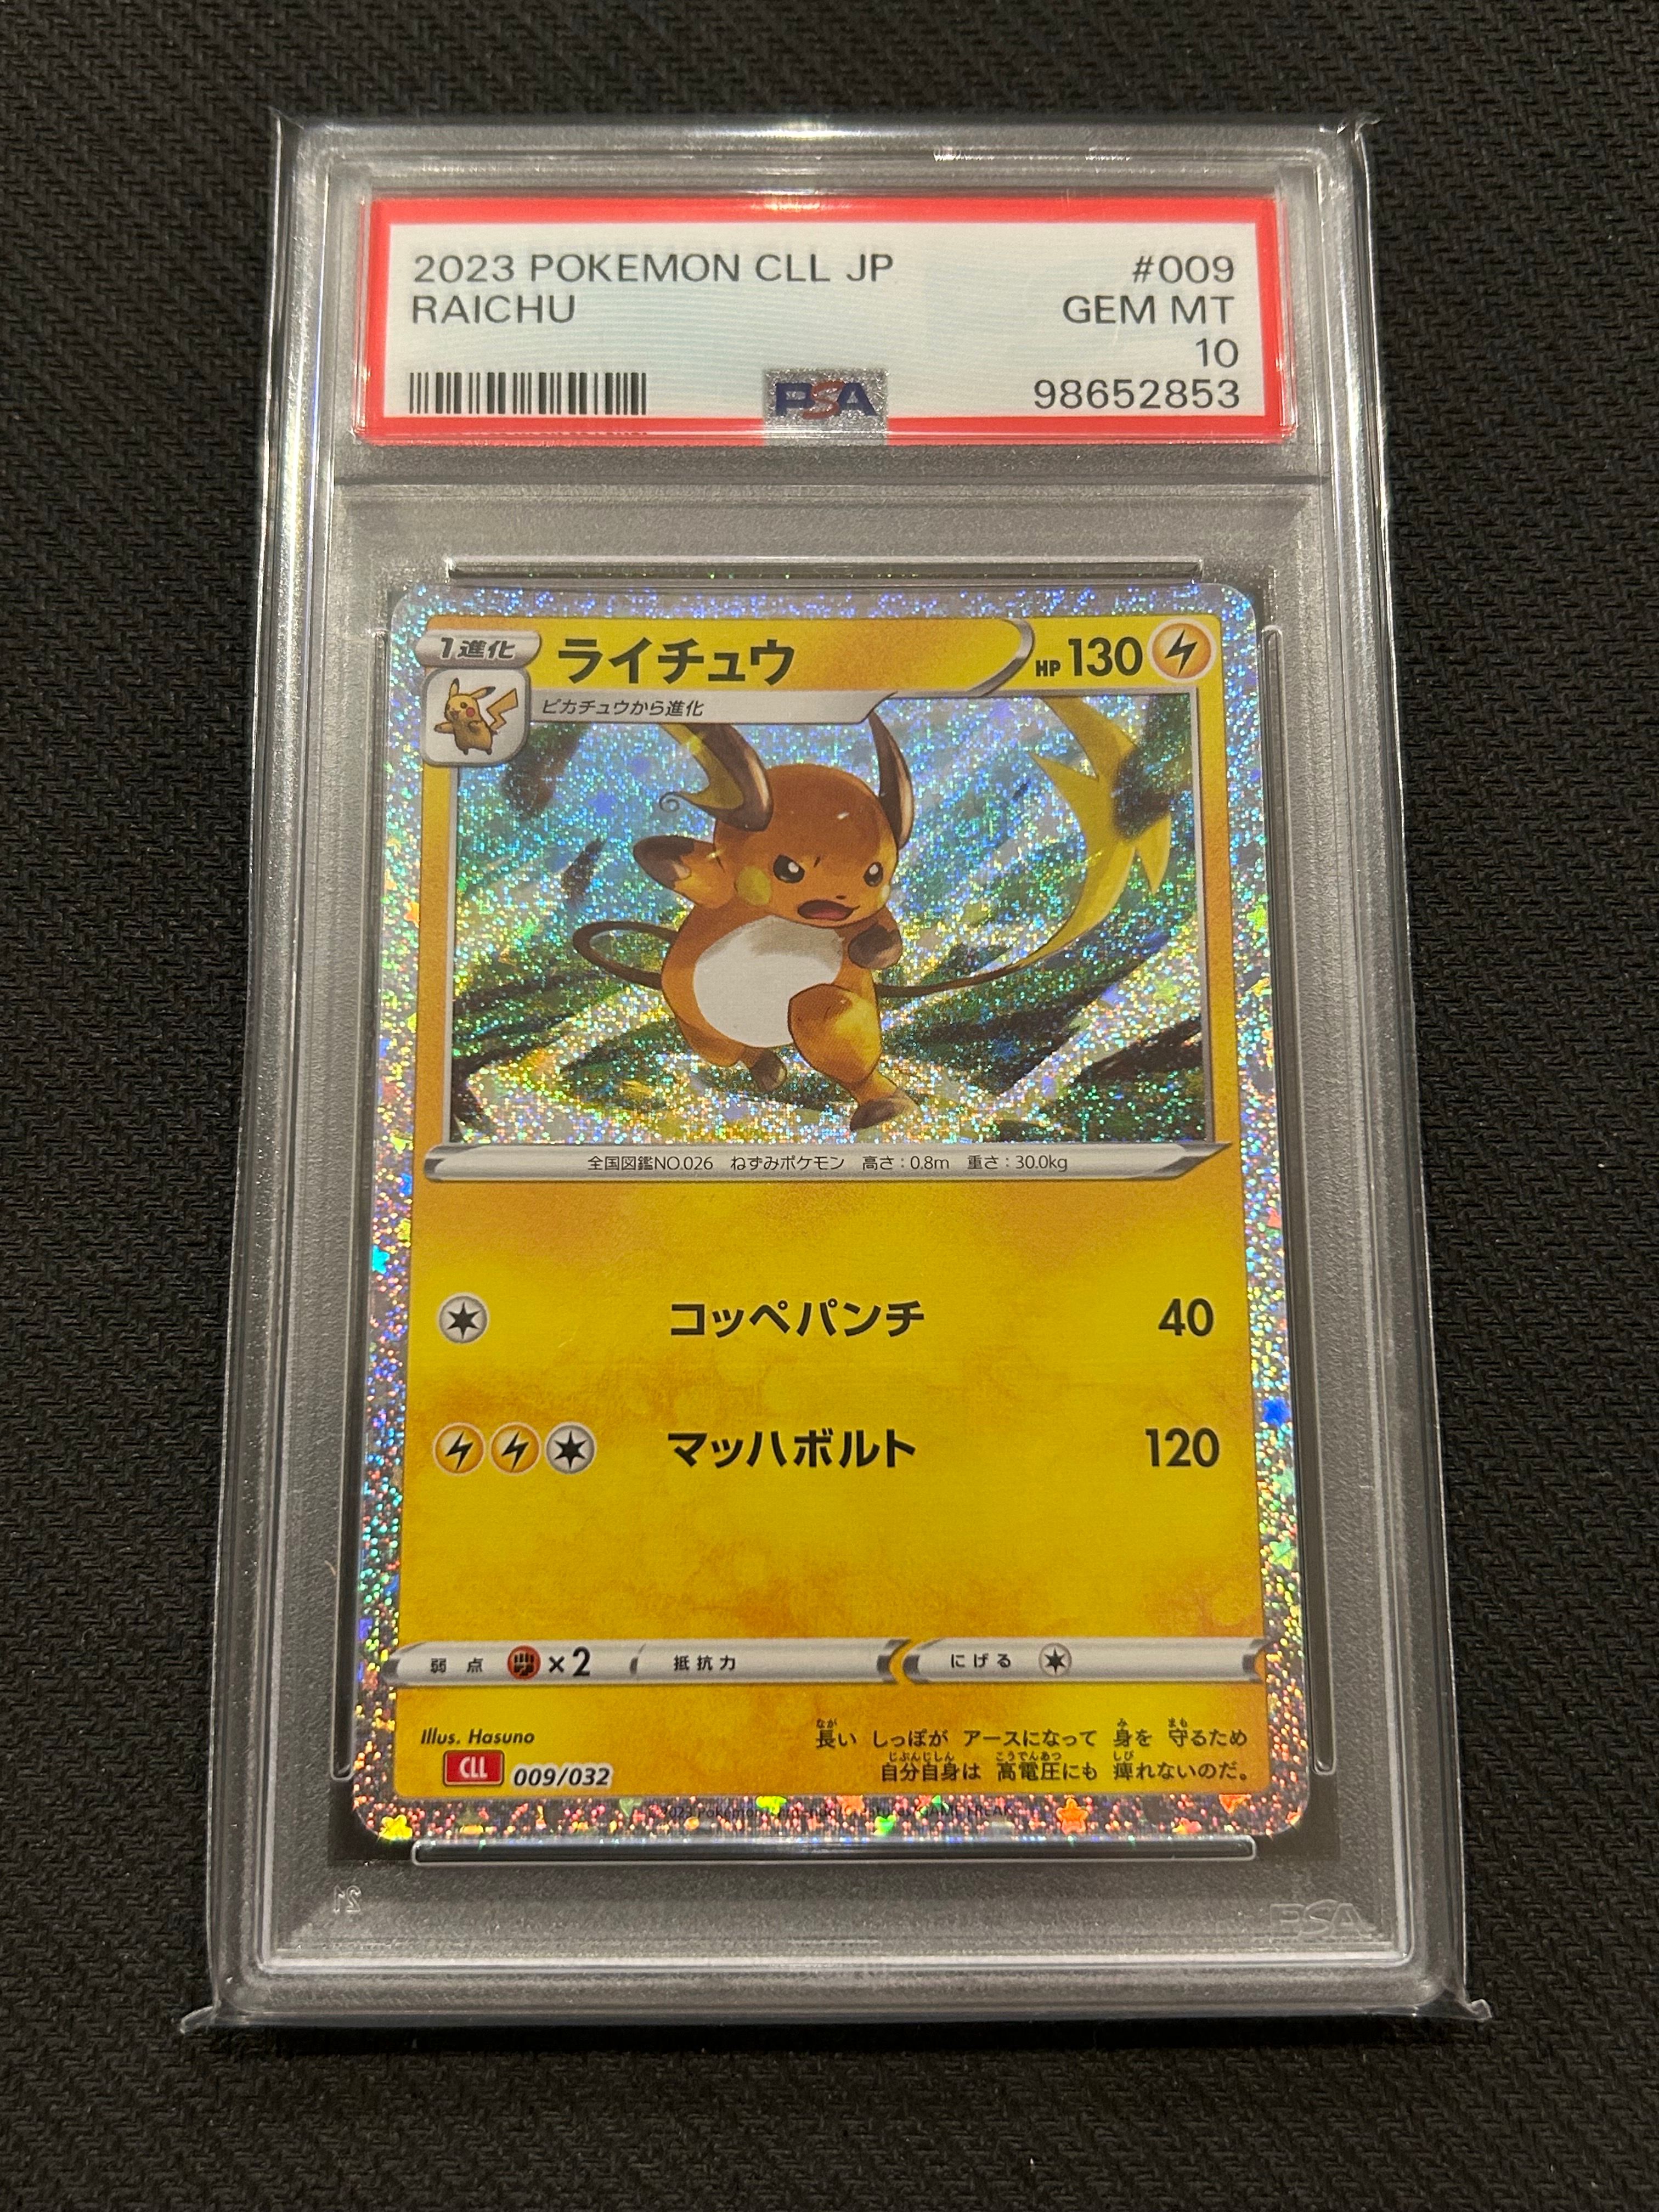 2023 POKEMON CLL JP #009
RAICHU GEM MT
10
PSA 98652853
1進化 ライチュウ HP 130
ピカチュウから進化
全国図鑑NO.026 ねずみポケモン 高さ:0.8m 重さ:30.0kg
コッペパンチ 40
マッハボルト 120
弱点 ×2 抵抗力 にげる
Illus. Hasuno
CLL 009/032
長い しっぽが アースになって 身を 守るため
自分自身は 高電圧にも 痺れないのだ。
©2023 Pokémon GAME FREAK
21
PSA